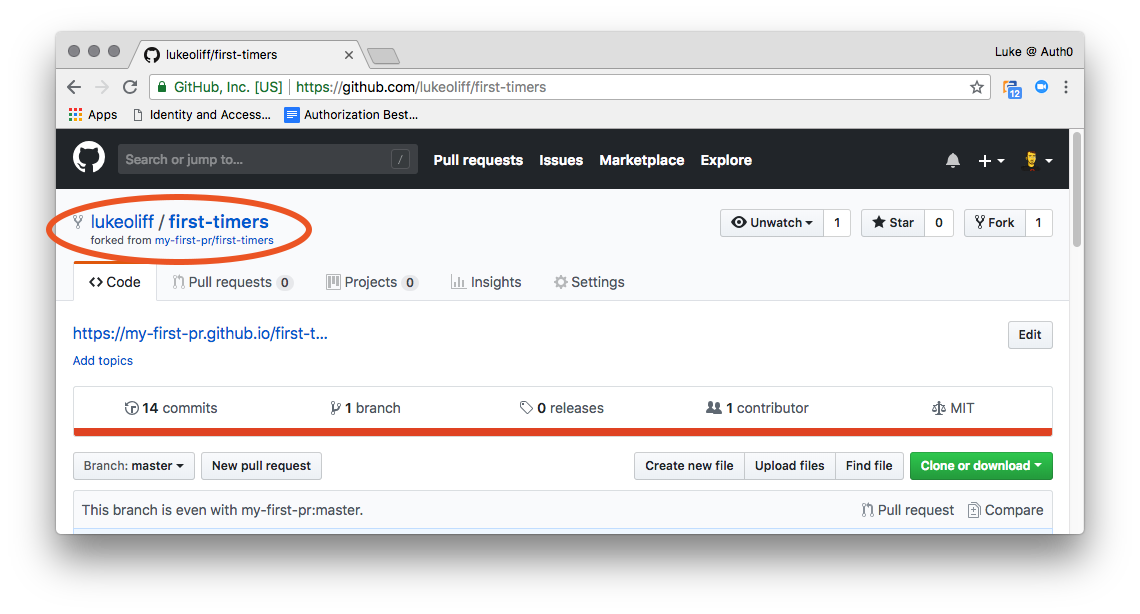 lukeoliff/first-timers
Luke @ Auth0
GitHub, Inc. [US] https://github.com/lukeoliff/first-timers
12
Apps Identity and Access... Authorization Best...
Search or jump to... / Pull requests Issues Marketplace Explore
lukeoliff / first-timers
forked from my-first-pr/first-timers
Unwatch 1 Star 0 Fork 1
Code Pull requests 0 Projects 0 Insights Settings
https://my-first-pr.github.io/first-t...
Edit
Add topics
14 commits 1 branch 0 releases 1 contributor MIT
Branch: master New pull request Create new file Upload files Find file Clone or download
This branch is even with my-first-pr:master. Pull request Compare